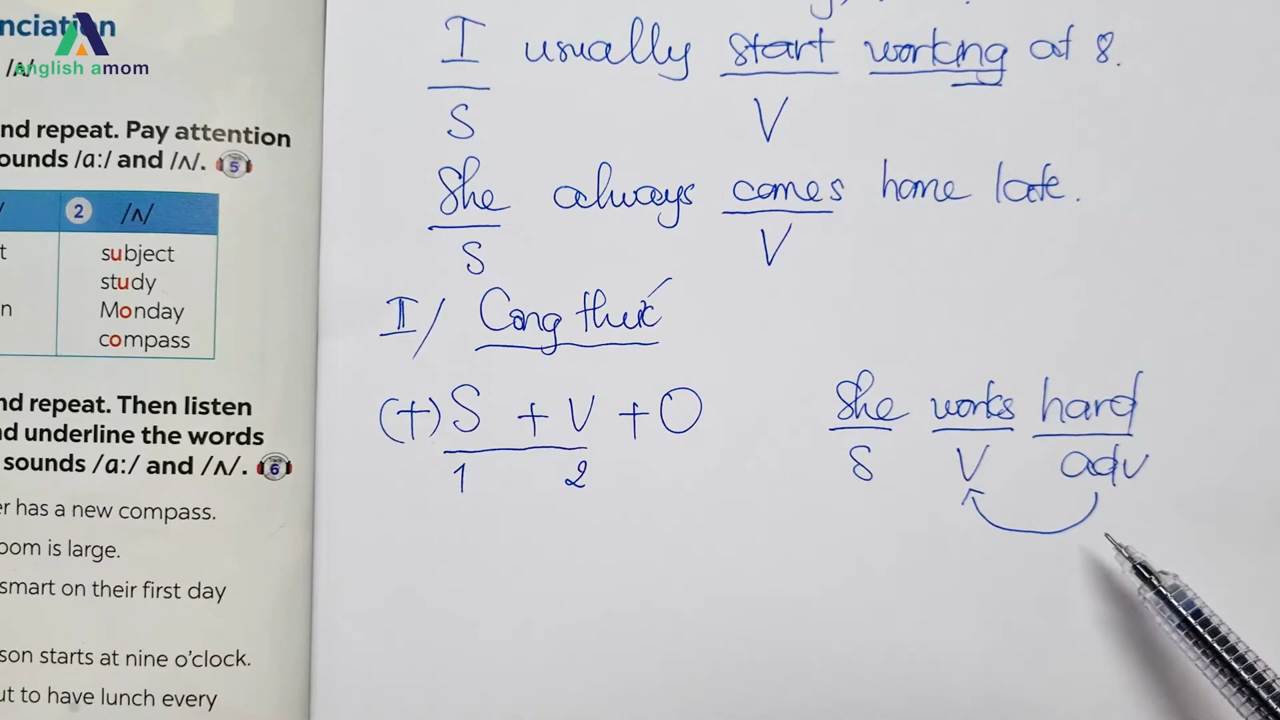 nciation
/ʌ/
english amom
nd repeat. Pay attention
ounds /ɑː/ and /ʌ/. 5
/ 2 /ʌ/
t subject
study
n Monday
compass
nd repeat. Then listen
nd underline the words
sounds /ɑː/ and /ʌ/. 6
er has a new compass.
oom is large.
smart on their first day
son starts at nine o'clock.
ut to have lunch every
I usually start working at 8.
S V
She always comes home late.
S V
I/ Công thức
(+) S + V + O
1 2
She works hard
S V adv